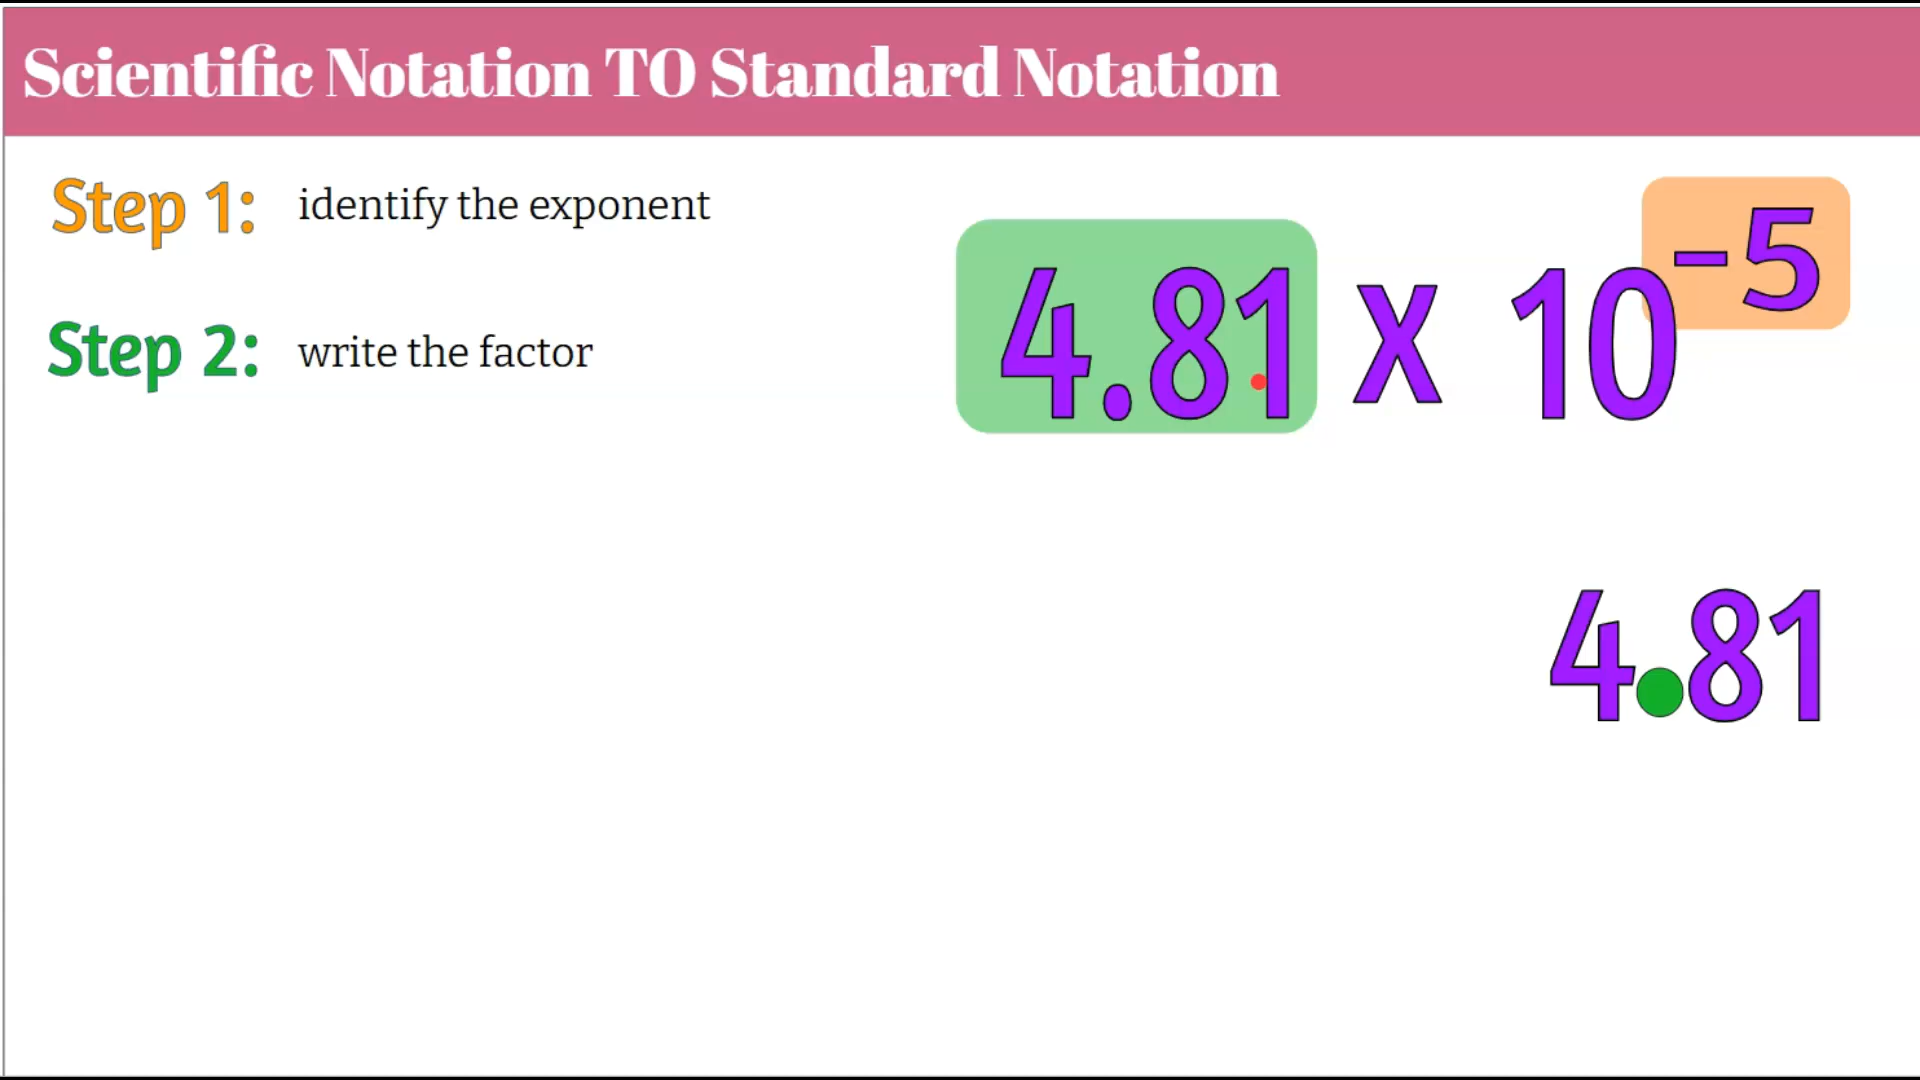 Scientific Notation TO Standard Notation
Step 1: identify the exponent
4.81 x 10⁻⁵
Step 2: write the factor
4.81